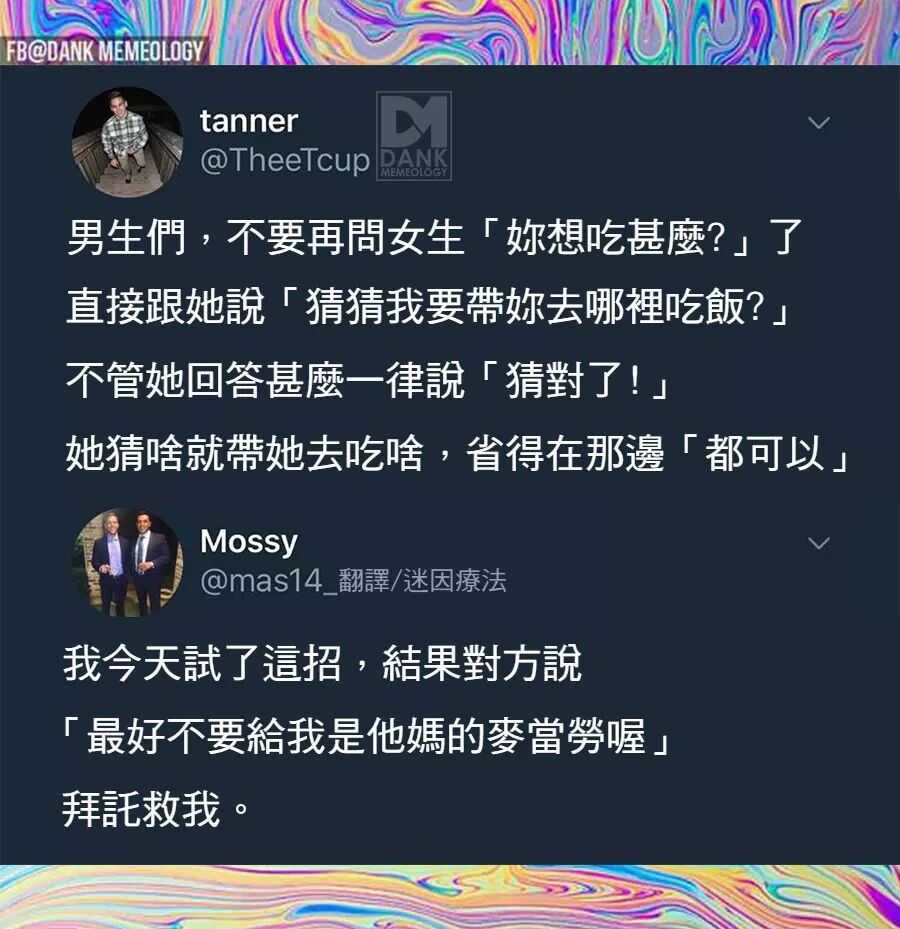 FB@DANK MEMEOLOGY
tanner
@TheeTcup
DM
DANK
MEMEOLOGY
男生們，不要再問女生「妳想吃甚麼?」了
直接跟她說「猜猜我要帶妳去哪裡吃飯?」
不管她回答甚麼一律說「猜對了!」
她猜啥就帶她去吃啥，省得在那邊「都可以」
Mossy
@mas14_翻譯/迷因療法
我今天試了這招，結果對方說
「最好不要給我是他媽的麥當勞喔」
拜託救我。